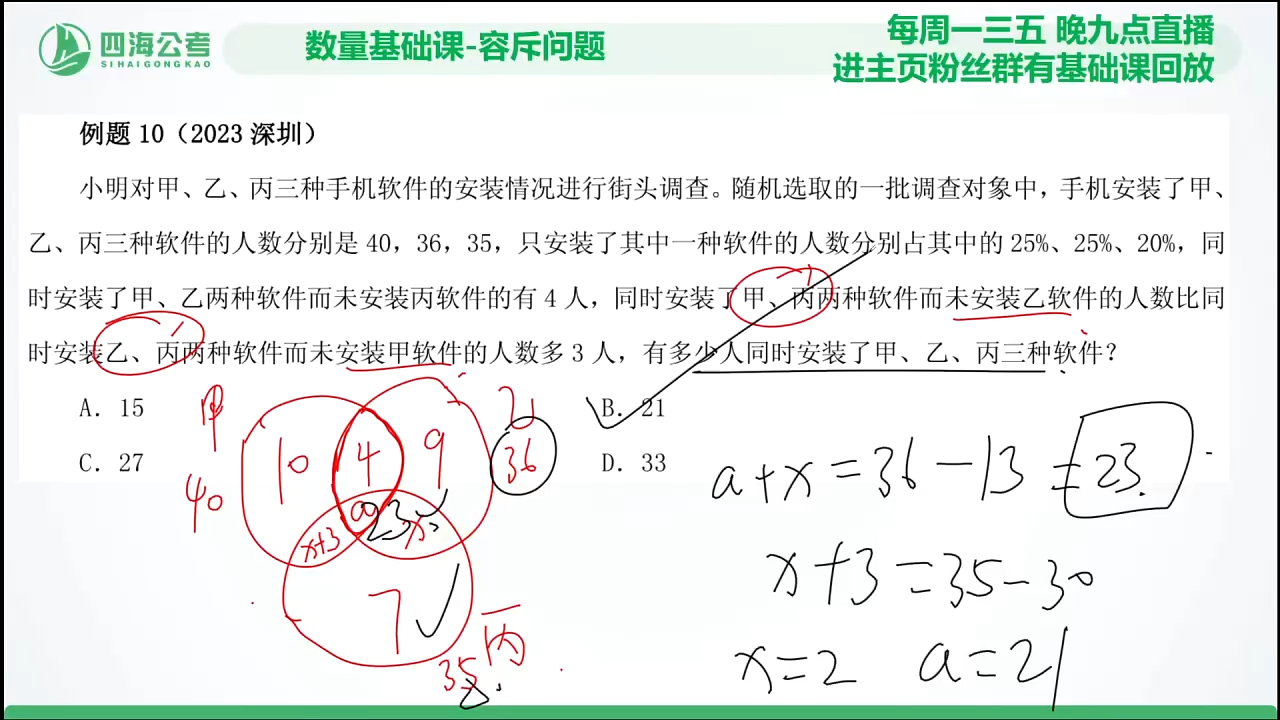 四海公考
SIHAIGONGKAO
数量基础课-容斥问题
每周一三五 晚九点直播
进主页粉丝群有基础课回放
例题 10（2023 深圳）
小明对甲、乙、丙三种手机软件的安装情况进行街头调查。随机选取的一批调查对象中，手机安装了甲、
乙、丙三种软件的人数分别是 40，36，35，只安装了其中一种软件的人数分别占其中的 25%、25%、20%，同
时安装了甲、乙两种软件而未安装丙软件的有 4 人，同时安装了甲、丙两种软件而未安装乙软件的人数比同
时安装乙、丙两种软件而未安装甲软件的人数多 3 人，有多少人同时安装了甲、乙、丙三种软件？
A. 15
B. 21
C. 27
D. 33
甲
40
10
4
9
乙
36
x+3
a
23
x
7
丙
35
a+x=36-13=23.
x+3=35-30
x=2 a=21